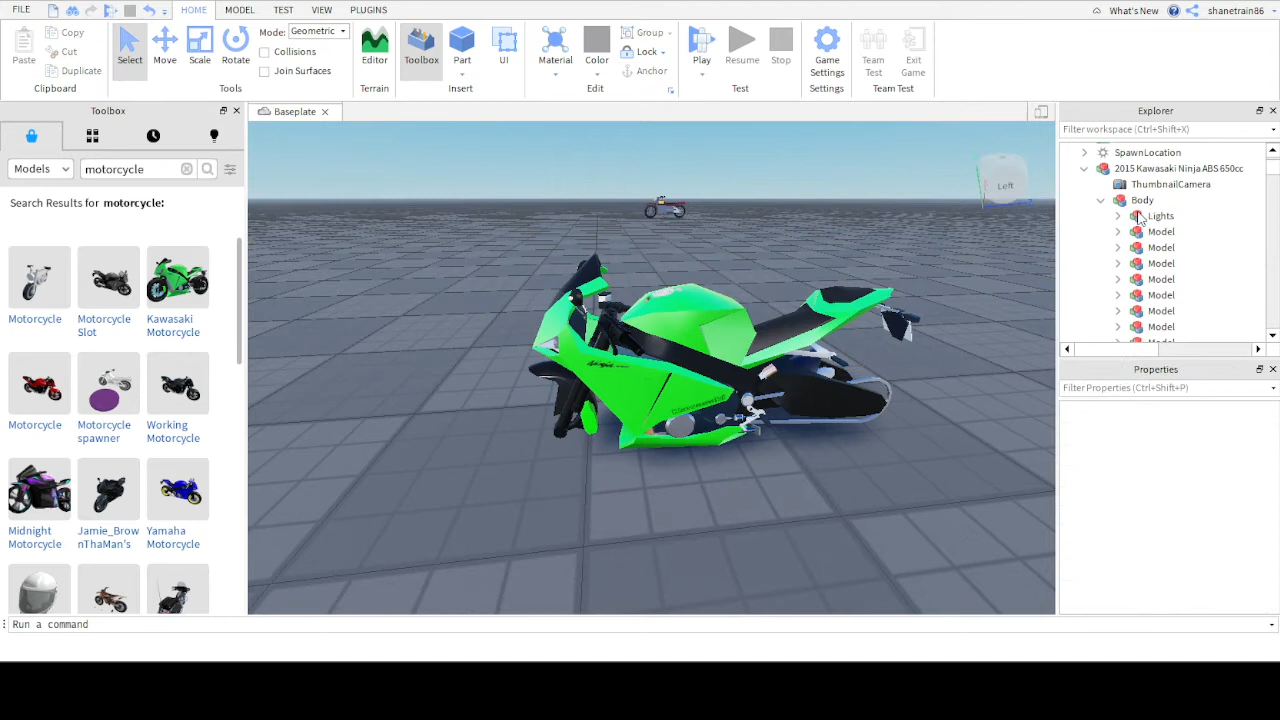 FILE HOME MODEL TEST VIEW PLUGINS What's New shanetrain86
Paste Copy Cut Duplicate Clipboard
Select Move Scale Rotate Mode: Geometric Collisions Join Surfaces Tools
Editor Terrain
Toolbox Part UI Insert
Material Color Group Lock Anchor Edit
Play Resume Stop Test
Game Settings Settings
Team Test Exit Game Team Test
Toolbox
Models motorcycle
Search Results for motorcycle:
Motorcycle
Motorcycle Slot
Kawasaki Motorcycle
Motorcycle
Motorcycle spawner
Working Motorcycle
Midnight Motorcycle
Jamie_BrownThaMan's
Yamaha Motorcycle
Baseplate
Left
Explorer
Filter workspace (Ctrl+Shift+X)
SpawnLocation
2015 Kawasaki Ninja ABS 650cc
ThumbnailCamera
Body
Lights
Model
Model
Model
Model
Model
Model
Model
Properties
Filter Properties (Ctrl+Shift+P)
Run a command